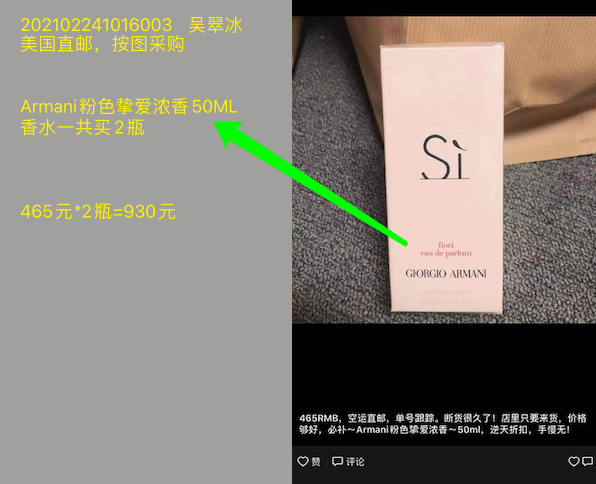 202102241016003 吴翠冰
美国直邮，按图采购
Armani粉色挚爱浓香50ML
香水一共买2瓶
465元*2瓶=930元
Sì
fiori
eau de parfum
GIORGIO ARMANI
465RMB，空运直邮，单号跟踪。断货很久了！店里只要来货，价格
够好，必补～Armani粉色挚爱浓香～50ml，逆天折扣，手慢无！
赞 评论